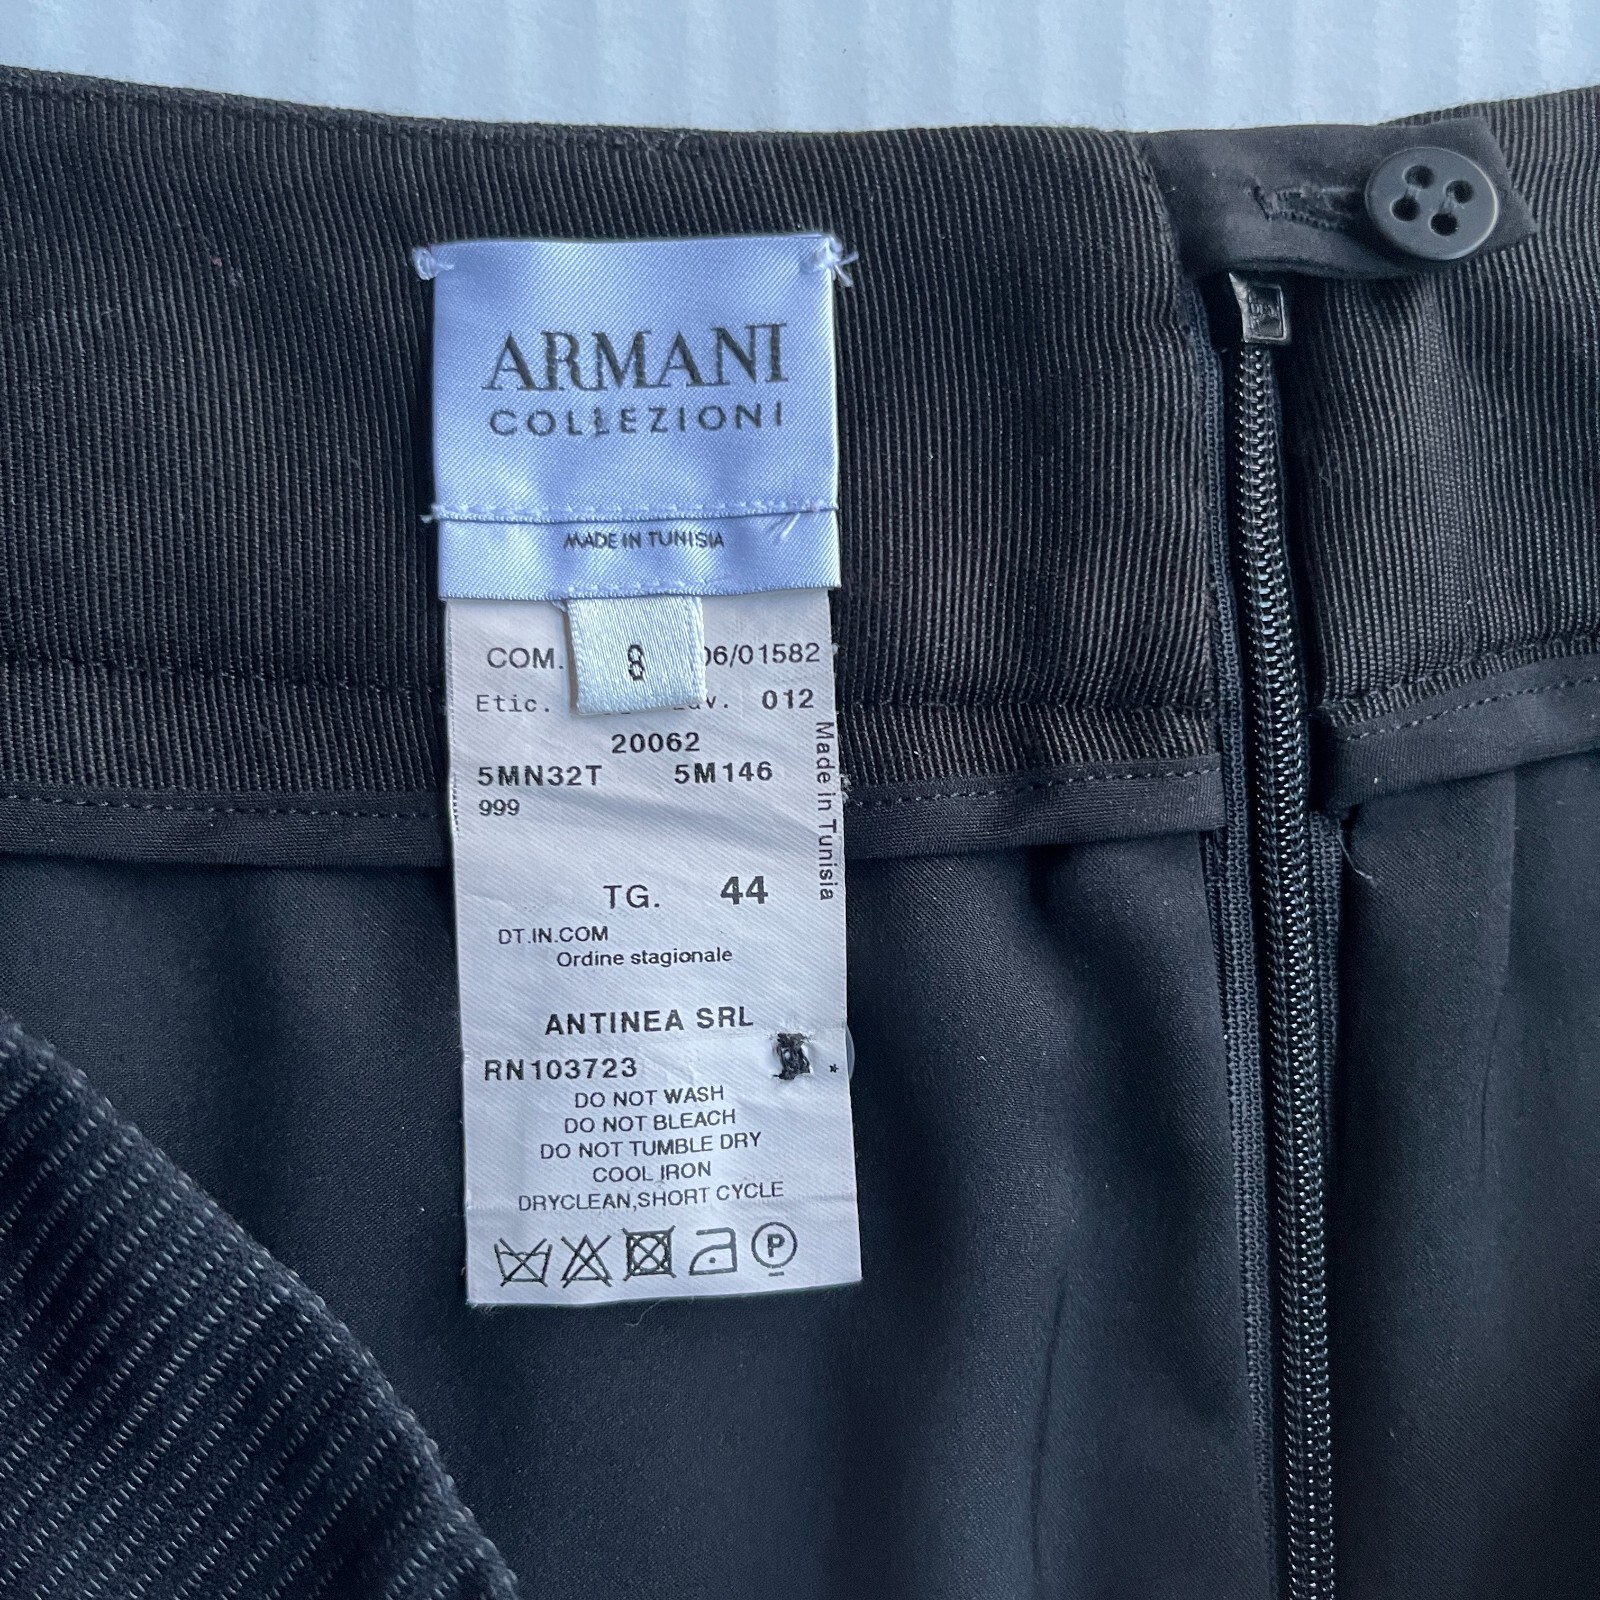 ARMANI
COLLEZIONI
MADE IN TUNISIA
8
COM. 06/01582
Etic. 012
20062
5MN32T 5M146
999
Made in Tunisia
TG. 44
DT.IN.COM
Ordine stagionale
ANTINEA SRL
RN103723 *
DO NOT WASH
DO NOT BLEACH
DO NOT TUMBLE DRY
COOL IRON
DRYCLEAN,SHORT CYCLE
P